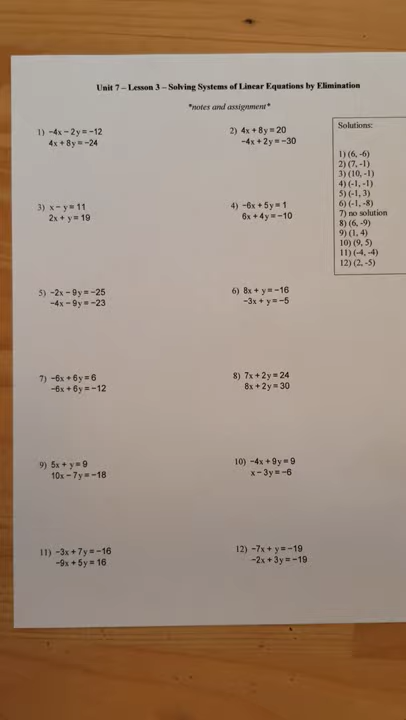 Unit 7 – Lesson 3 – Solving Systems of Linear Equations by Elimination
*notes and assignment*
1) −4x − 2y = −12
4x + 8y = −24
2) 4x + 8y = 20
−4x + 2y = −30
Solutions:
1) (6, -6)
2) (7, -1)
3) (10, -1)
4) (-1, -1)
5) (-1, 3)
6) (-1, -8)
7) no solution
8) (6, -9)
9) (1, 4)
10) (9, 5)
11) (-4, -4)
12) (2, -5)
3) x − y = 11
2x + y = 19
4) −6x + 5y = 1
6x + 4y = −10
5) −2x − 9y = −25
−4x − 9y = −23
6) 8x + y = −16
−3x + y = −5
7) −6x + 6y = 6
−6x + 6y = −12
8) 7x + 2y = 24
8x + 2y = 30
9) 5x + y = 9
10x − 7y = −18
10) −4x + 9y = 9
x − 3y = −6
11) −3x + 7y = −16
−9x + 5y = 16
12) −7x + y = −19
−2x + 3y = −19